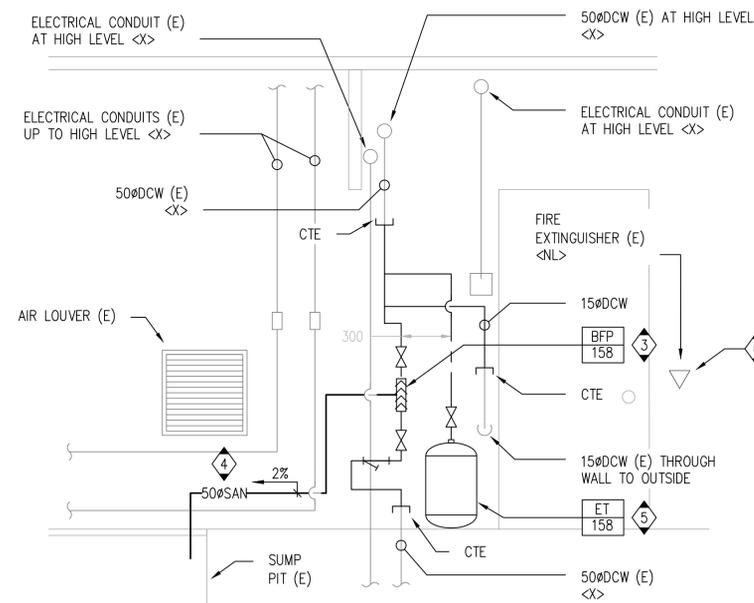 ELECTRICAL CONDUIT (E)
AT HIGH LEVEL <X>
50øDCW (E) AT HIGH LEVEL
<X>
ELECTRICAL CONDUITS (E)
UP TO HIGH LEVEL <X>
ELECTRICAL CONDUIT (E)
AT HIGH LEVEL <X>
50øDCW (E)
<X>
CTE
FIRE
EXTINGUISHER (E)
<NL>
AIR LOUVER (E)
15øDCW
300
BFP
158
3
CTE
4
2%
50øSAN
15øDCW (E) THROUGH
WALL TO OUTSIDE
ET
158
5
CTE
SUMP
PIT (E)
50øDCW (E)
<X>